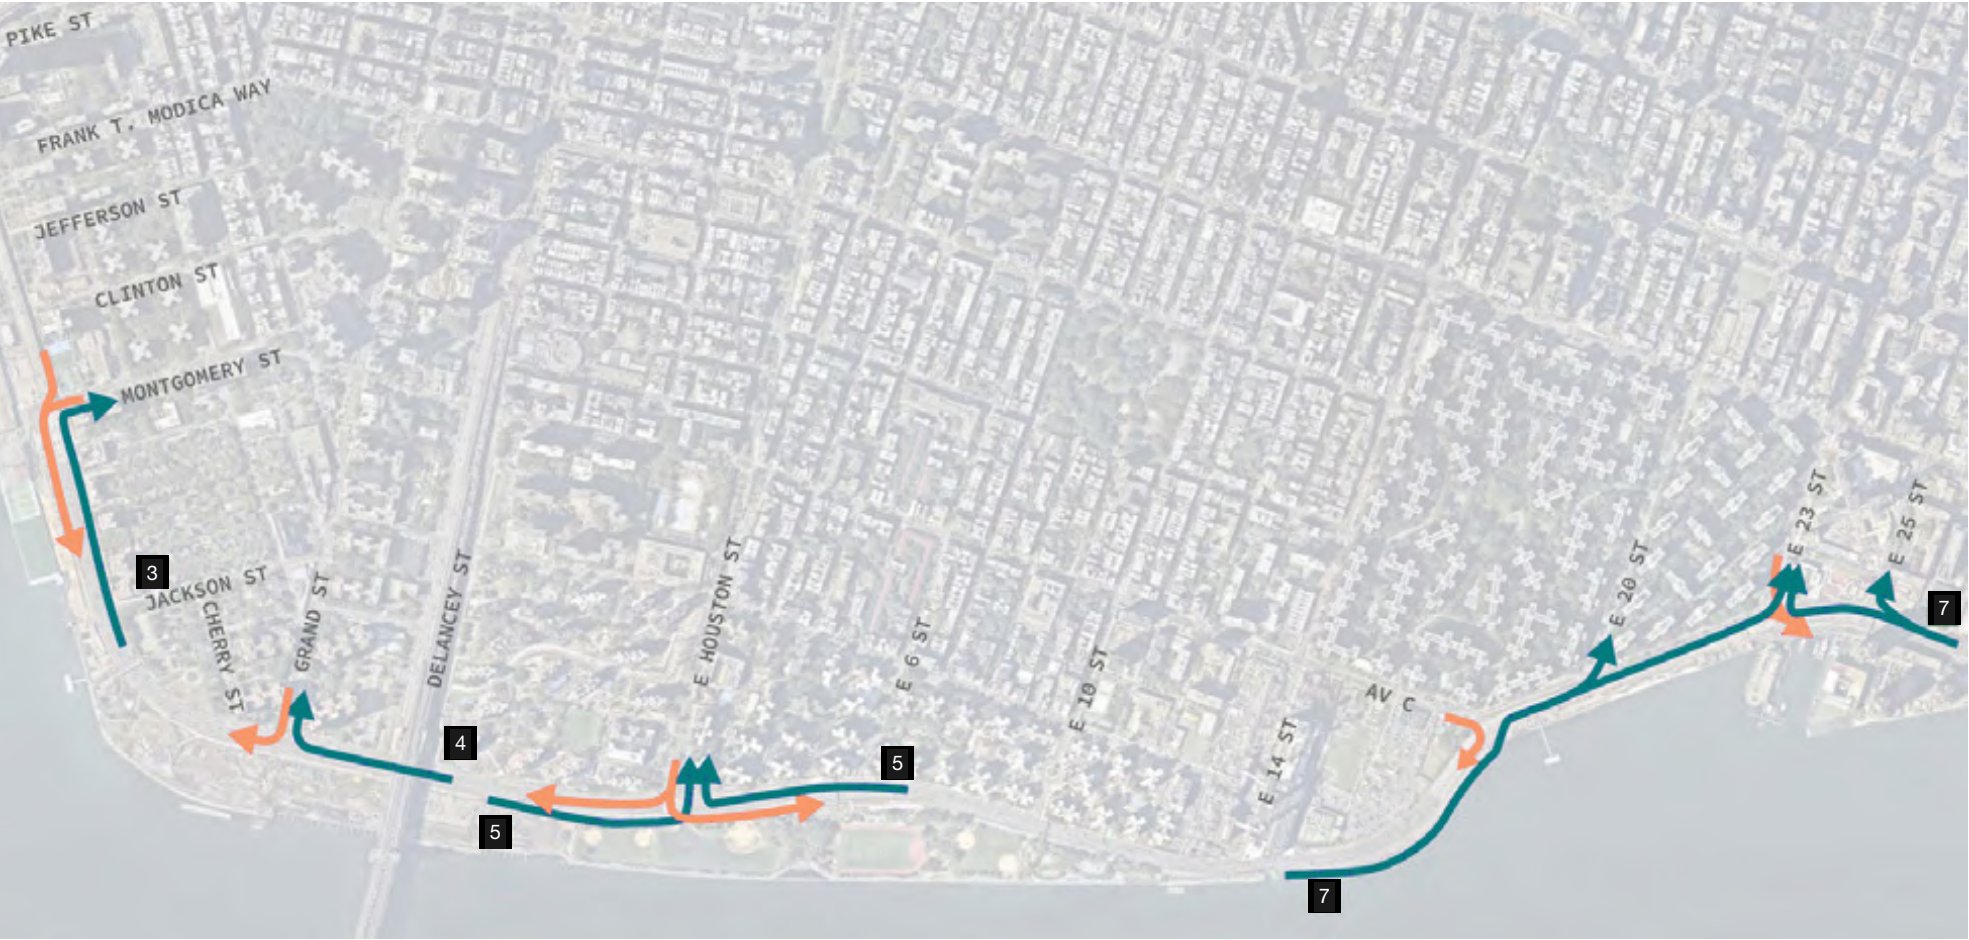 PIKE ST
FRANK T. MODICA WAY
JEFFERSON ST
CLINTON ST
MONTGOMERY ST
3
JACKSON ST
CHERRY ST
GRAND ST
DELANCEY ST
4
5
E HOUSTON ST
5
E 6 ST
E 10 ST
E 14 ST
AV C
7
E 20 ST
E 23 ST
E 25 ST
7